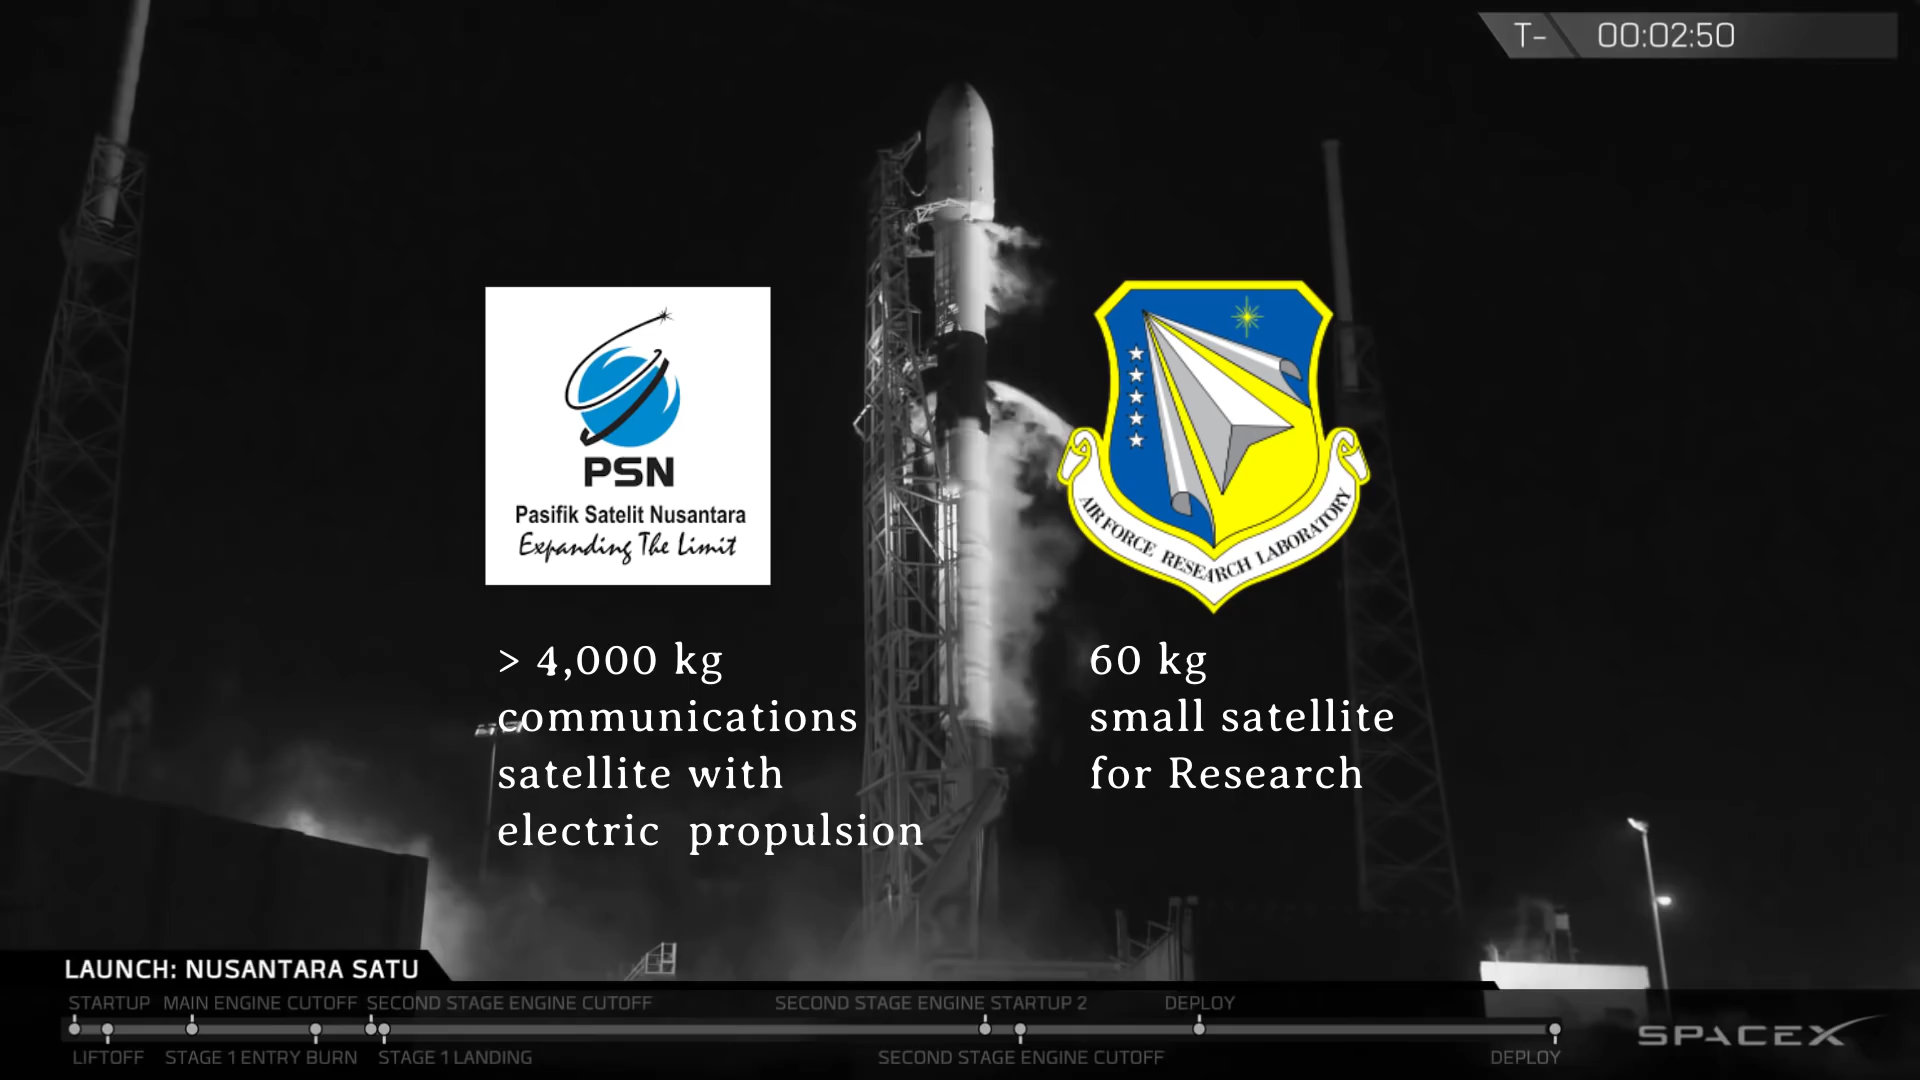 T- 00:02:50
PSN
Pasifik Satelit Nusantara
Expanding The Limit
AIR FORCE RESEARCH LABORATORY
> 4,000 kg
communications
satellite with
electric propulsion
60 kg
small satellite
for Research
LAUNCH: NUSANTARA SATU
STARTUP MAIN ENGINE CUTOFF SECOND STAGE ENGINE CUTOFF SECOND STAGE ENGINE STARTUP 2 DEPLOY
LIFTOFF STAGE 1 ENTRY BURN STAGE 1 LANDING SECOND STAGE ENGINE CUTOFF DEPLOY
SPACEX